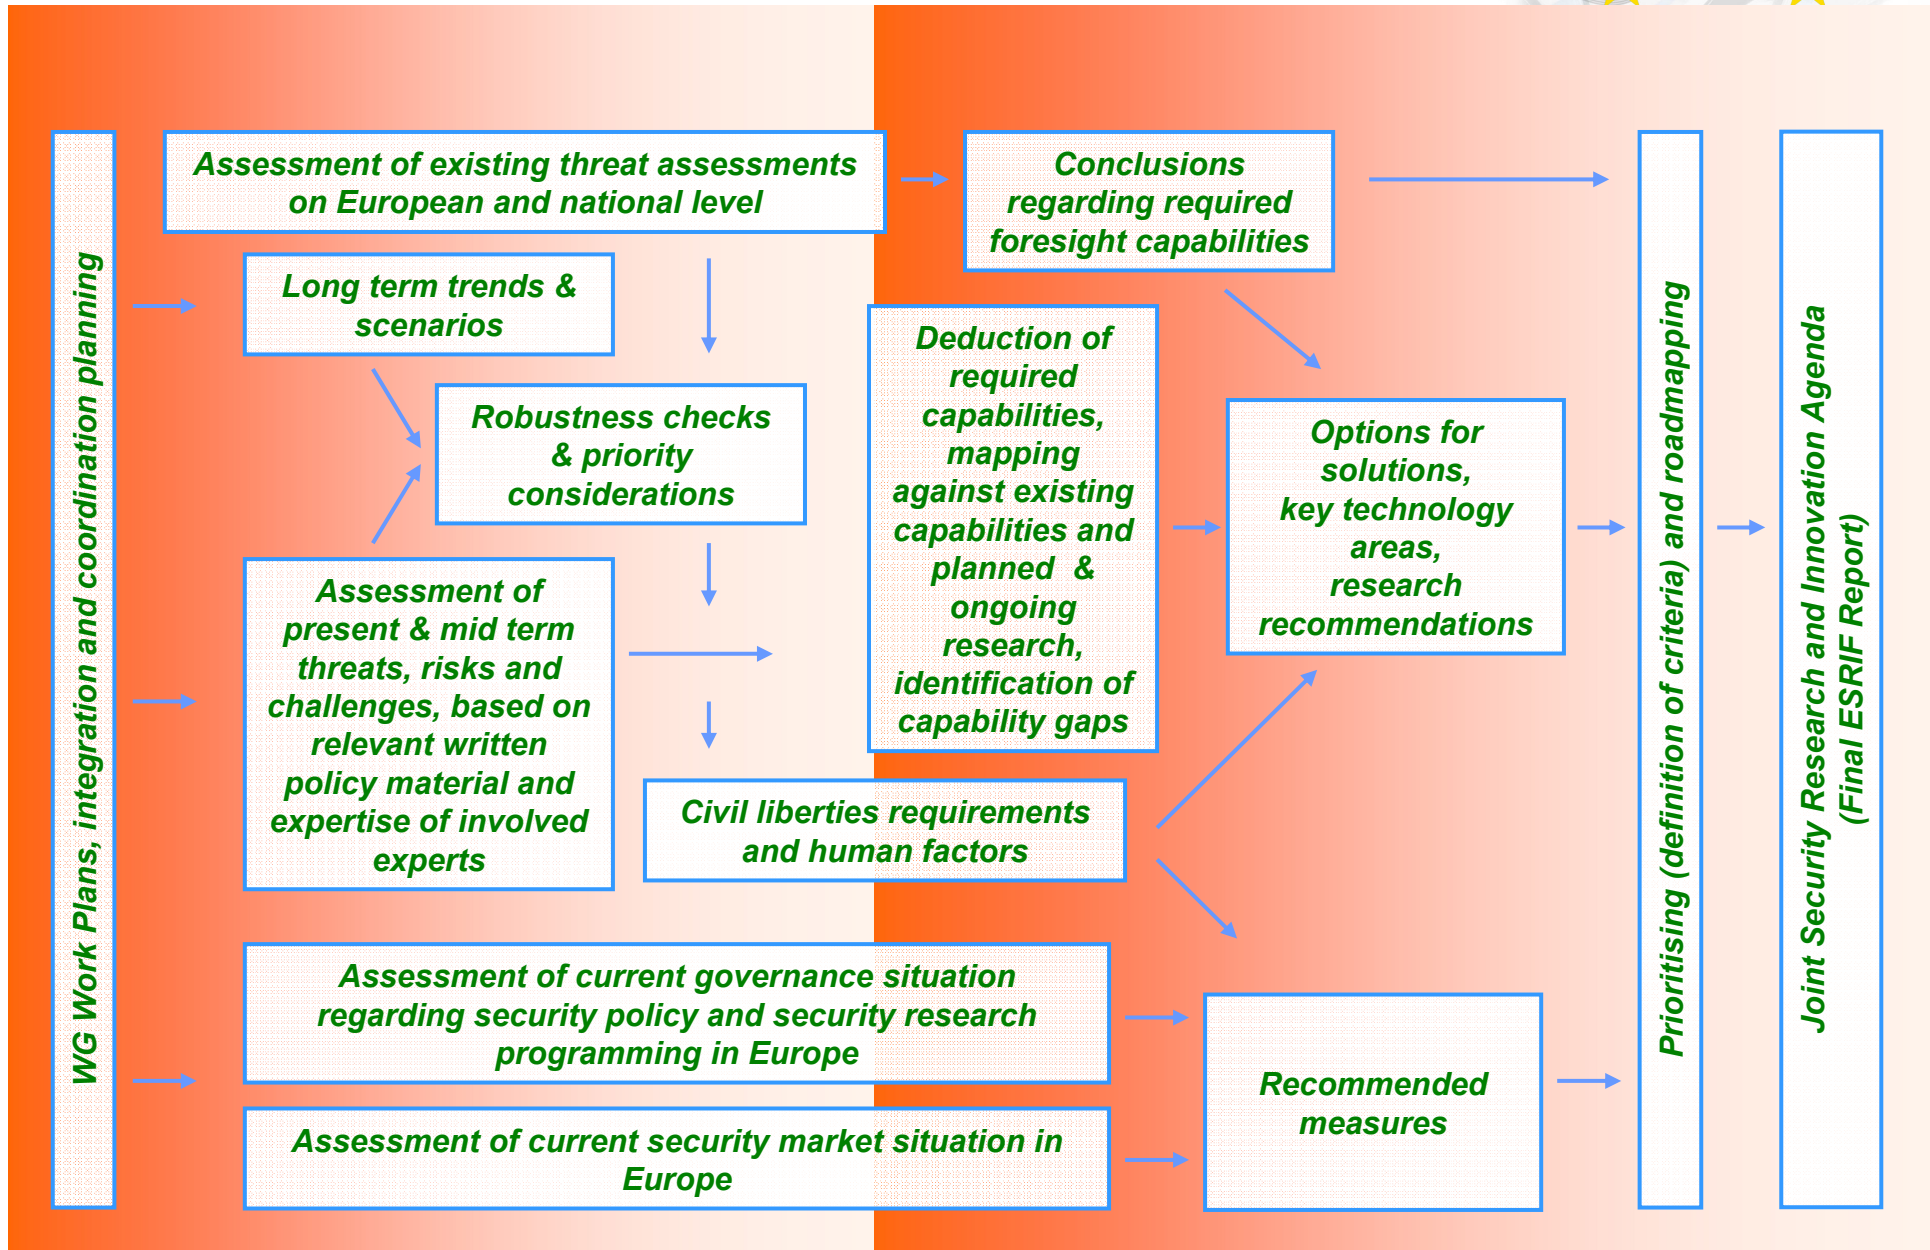 WG Work Plans, integration and coordination planning
Assessment of existing threat assessments
on European and national level
Long term trends &
scenarios
Robustness checks
& priority
considerations
Assessment of
present & mid term
threats, risks and
challenges, based on
relevant written
policy material and
expertise of involved
experts
Civil liberties requirements
and human factors
Assessment of current governance situation
regarding security policy and security research
programming in Europe
Assessment of current security market situation in
Europe
Conclusions
regarding required
foresight capabilities
Deduction of
required
capabilities,
mapping
against existing
capabilities and
planned & 
ongoing
research,
identification of
capability gaps
Options for
solutions,
key technology
areas,
research
recommendations
Recommended
measures
Prioritising (definition of criteria) and roadmapping
Joint Security Research and Innovation Agenda
(Final ESRIF Report)